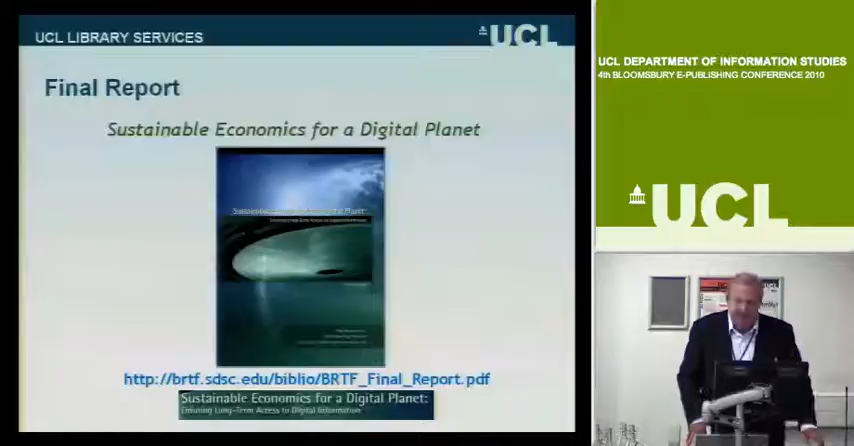 UCL LIBRARY SERVICES
UCL
Final Report
Sustainable Economics for a Digital Planet
http://brtf.sdsc.edu/biblio/BRTF_Final_Report.pdf
Sustainable Economics for a Digital Planet:
Ensuring Long-Term Access to Digital Information
UCL DEPARTMENT OF INFORMATION STUDIES
4th BLOOMSBURY E-PUBLISHING CONFERENCE 2010
UCL